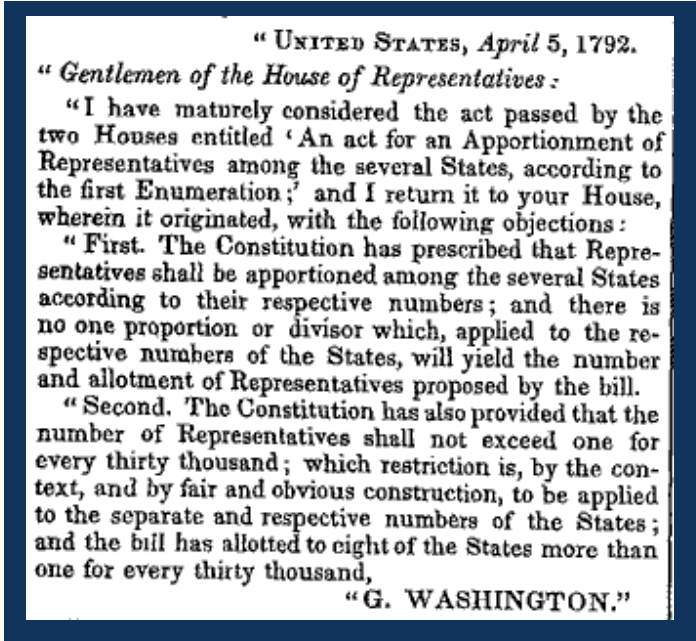 “ UNITED STATES, April 5, 1792.
“ Gentlemen of the House of Representatives :
“I have maturely considered the act passed by the
two Houses entitled ‘ An act for an Apportionment of
Representatives among the several States, according to
the first Enumeration ;’ and I return it to your House,
wherein it originated, with the following objections :
“ First. The Constitution has prescribed that Repre-
sentatives shall be apportioned among the several States
according to their respective numbers ; and there is
no one proportion or divisor which, applied to the re-
spective numbers of the States, will yield the number
and allotment of Representatives proposed by the bill.
“ Second. The Constitution has also provided that the
number of Representatives shall not exceed one for
every thirty thousand ; which restriction is, by the con-
text, and by fair and obvious construction, to be applied
to the separate and respective numbers of the States ;
and the bill has allotted to eight of the States more than
one for every thirty thousand,
“G. WASHINGTON.”